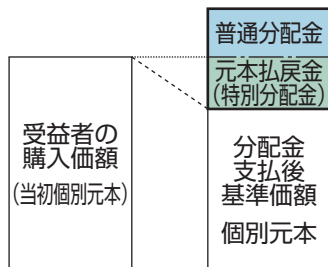 普通分配金
元本払戻金
(特別分配金)
受益者の
購入価額
(当初個別元本)
分配金
支払後
基準価額
個別元本